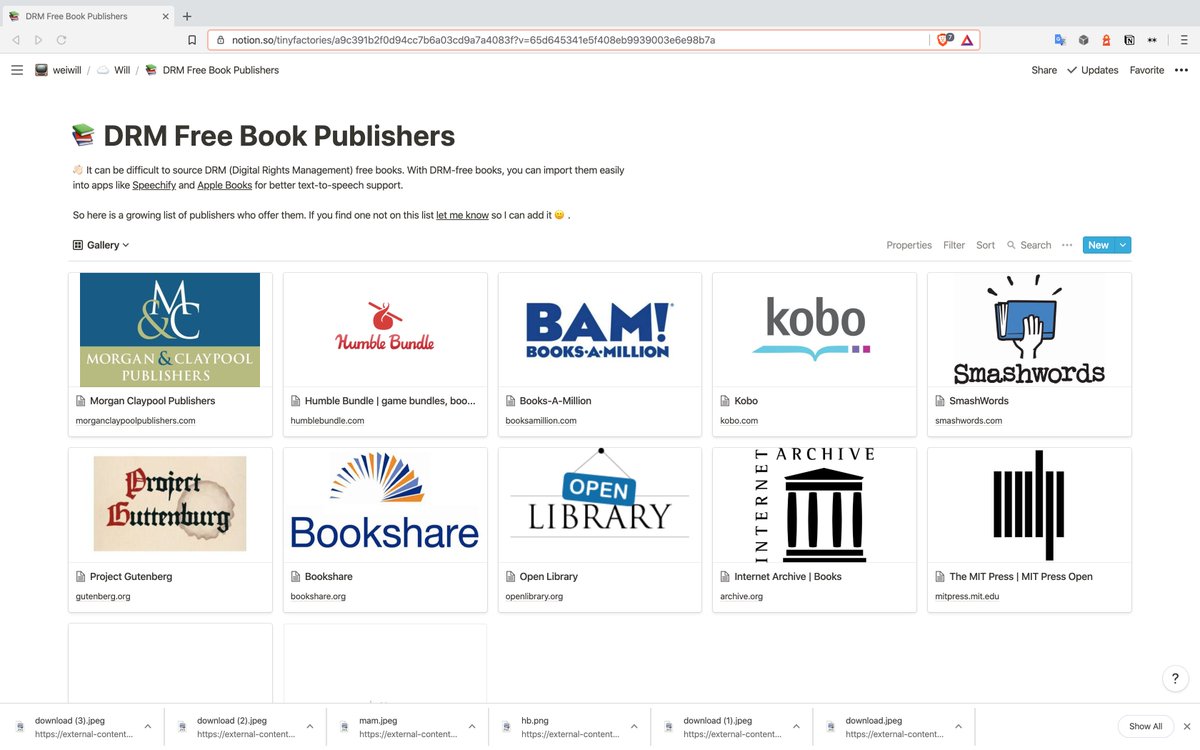 DRM Free Book Publishers
notion.so/tinyfactories/a9c391b2f0d94cc7b6a03cd9a7a4083f?v=65d645341e5f408eb9939003e6e98b7a
7
weiwill / Will / DRM Free Book Publishers
Share Updates Favorite
DRM Free Book Publishers
It can be difficult to source DRM (Digital Rights Management) free books. With DRM-free books, you can import them easily
into apps like Speechify and Apple Books for better text-to-speech support.
So here is a growing list of publishers who offer them. If you find one not on this list let me know so I can add it .
Gallery
Properties Filter Sort Search New
M
&C
MORGAN & CLAYPOOL
PUBLISHERS
Morgan Claypool Publishers
morganclaypoolpublishers.com
Humble Bundle
Humble Bundle | game bundles, boo...
humblebundle.com
BAM!
BOOKS·A·MILLION
Books-A-Million
booksamillion.com
kobo
Kobo
kobo.com
Smashwords
SmashWords
smashwords.com
Project
Guttenburg
Project Gutenberg
gutenberg.org
Bookshare
Bookshare
bookshare.org
OPEN
LIBRARY
Open Library
openlibrary.org
INTERNET ARCHIVE
Internet Archive | Books
archive.org
The MIT Press | MIT Press Open
mitpress.mit.edu
?
download (3).jpeg
https://external-content...
download (2).jpeg
https://external-content...
mam.jpeg
https://external-content...
hb.png
https://external-content...
download (1).jpeg
https://external-content...
download.jpeg
https://external-content...
Show All